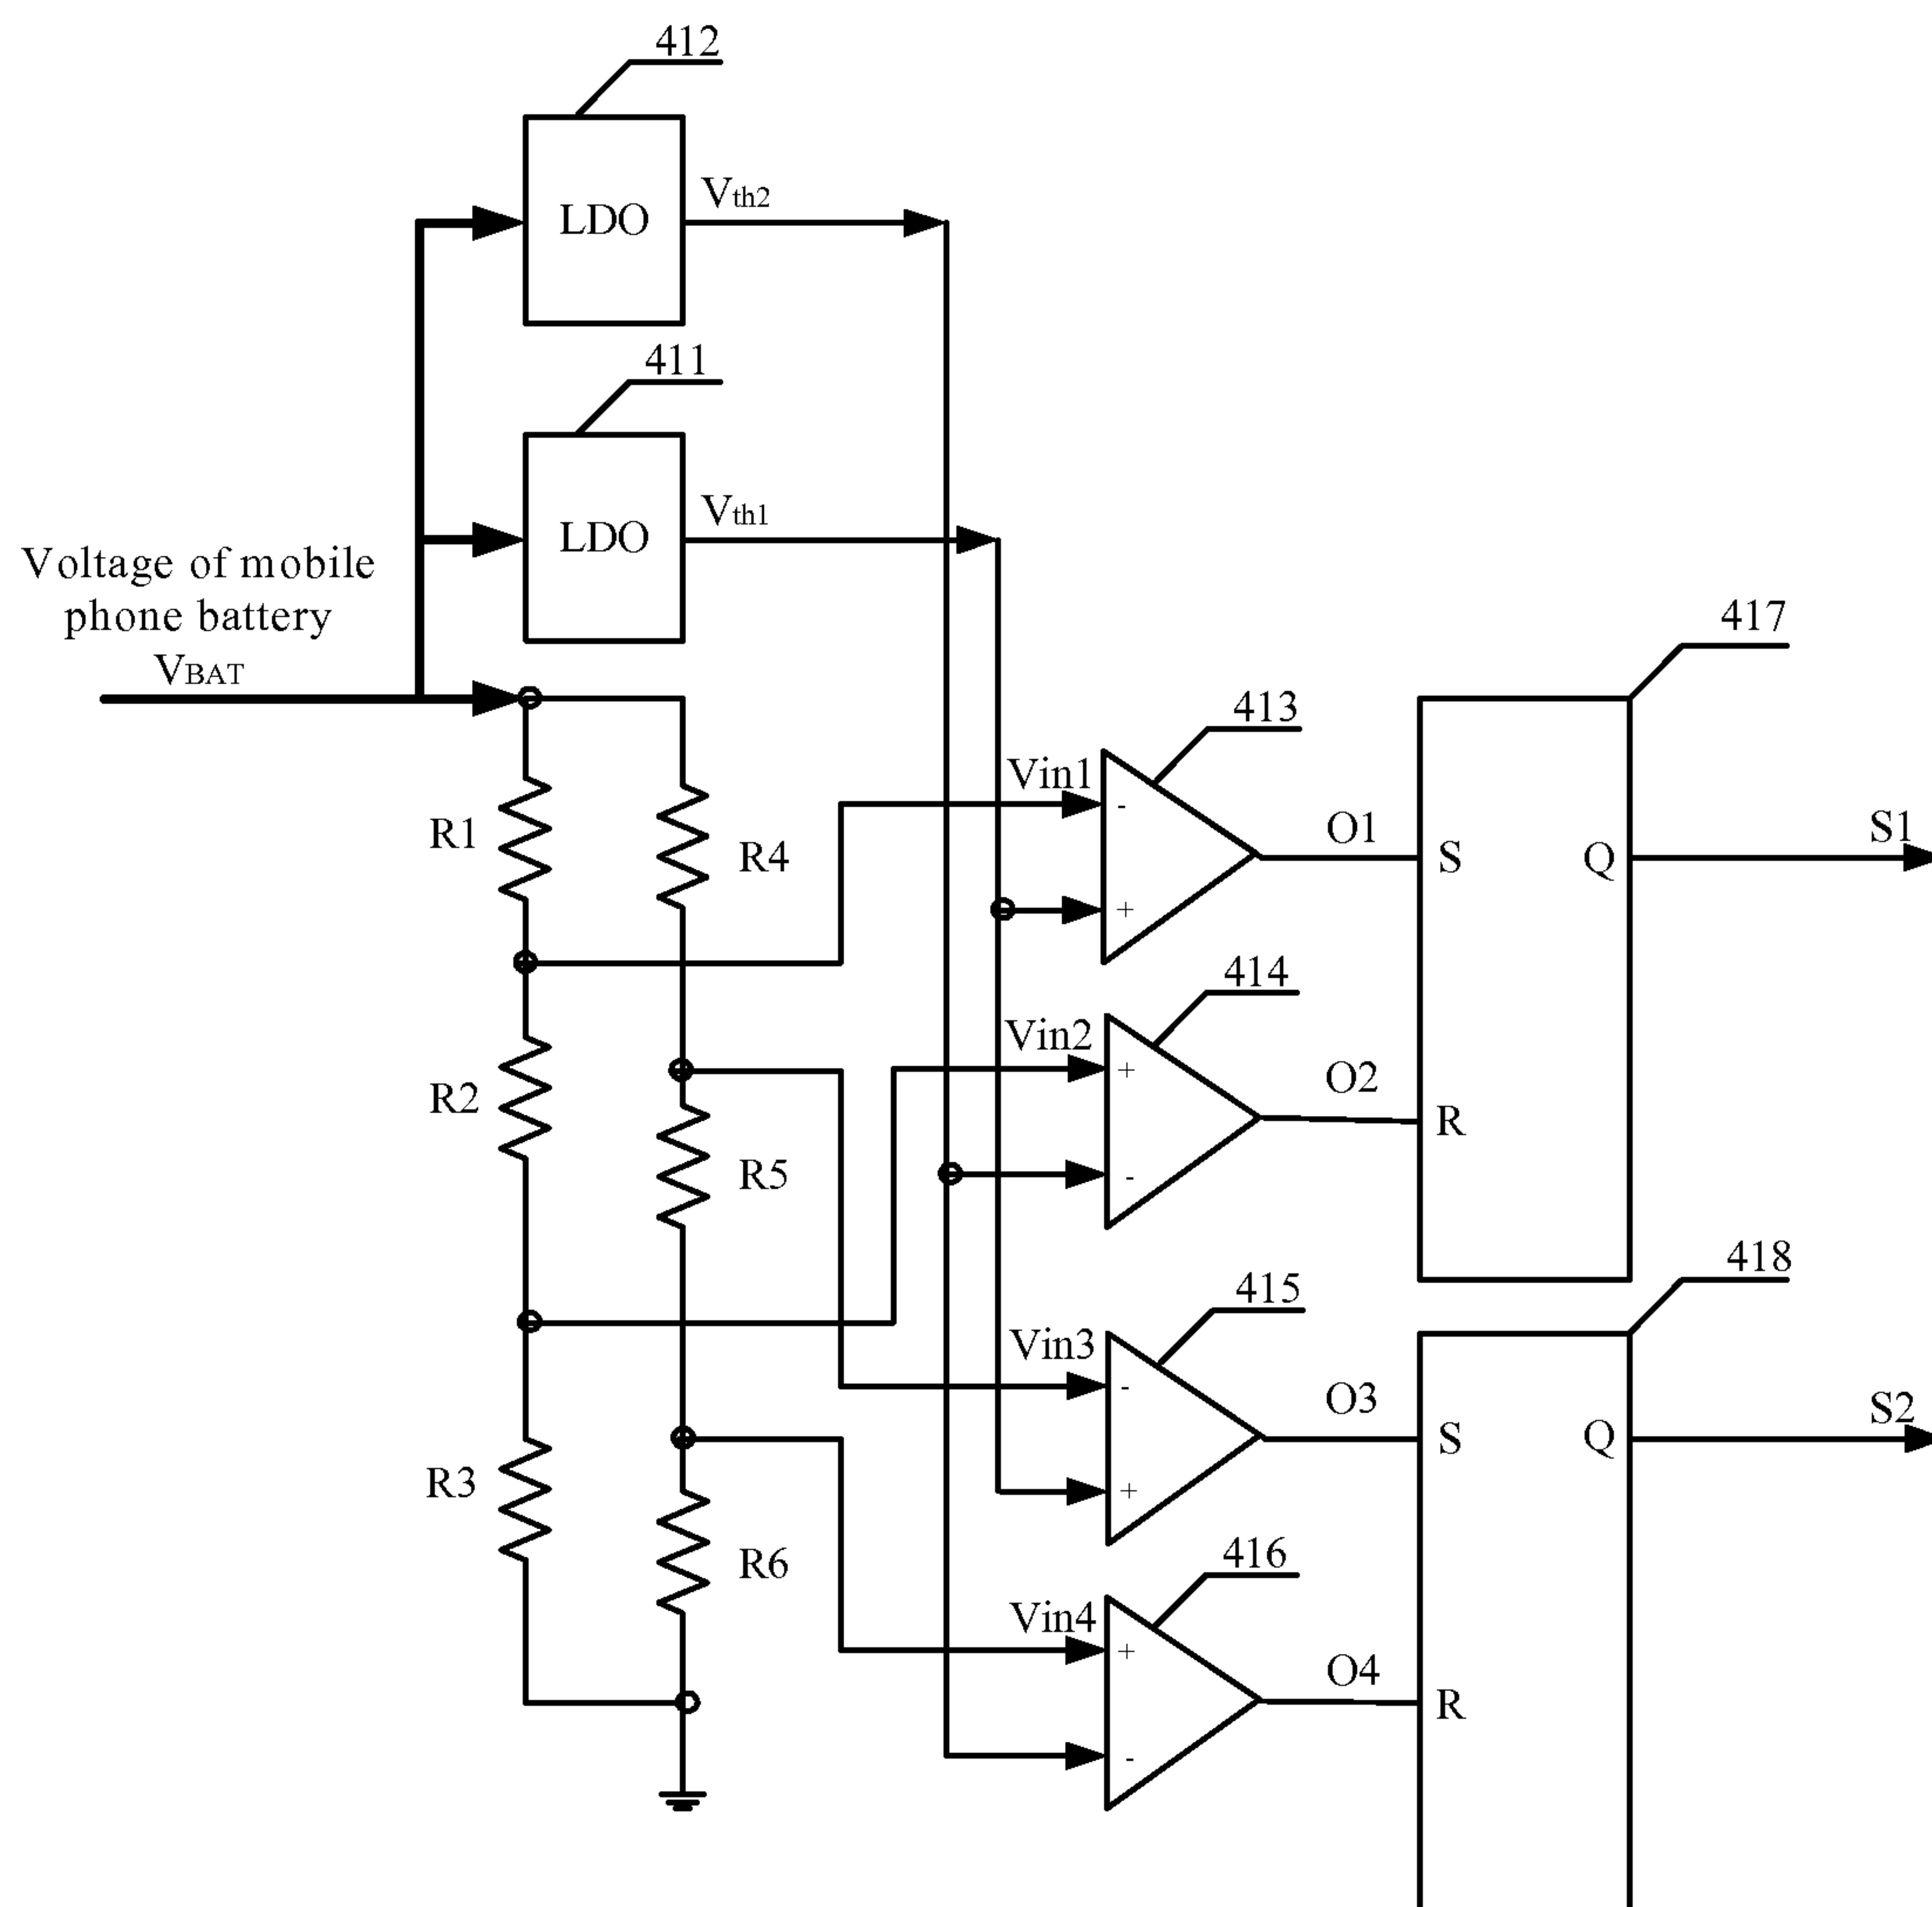 412
LDO
Vth2
411
LDO
Vth1
Voltage of mobile
phone battery
VBAT
417
413
Vin1
-
+
R1
R4
O1
S
Q
S1
414
Vin2
+
-
R2
R5
O2
R
418
415
Vin3
-
+
R3
O3
S
Q
S2
416
R6
Vin4
+
-
O4
R